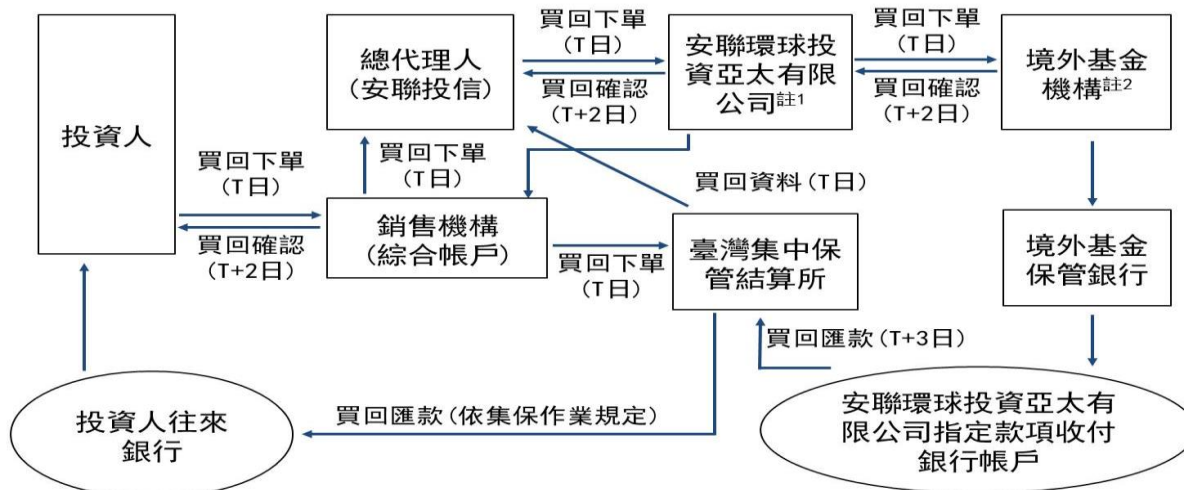 投資人
買回下單
(T日)
買回確認
(T+2日)
總代理人
(安聯投信)
買回下單
(T日)
銷售機構
(綜合帳戶)
買回下單
(T日)
買回確認
(T+2日)
安聯環球投
資亞太有限
公司註1
買回下單
(T日)
買回確認
(T+2日)
境外基金
機構註2
買回資料(T日)
買回下單
(T日)
臺灣集中保
管結算所
境外基金
保管銀行
買回匯款(T+3日)
安聯環球投資亞太有
限公司指定款項收付
銀行帳戶
買回匯款(依集保作業規定)
投資人往來
銀行